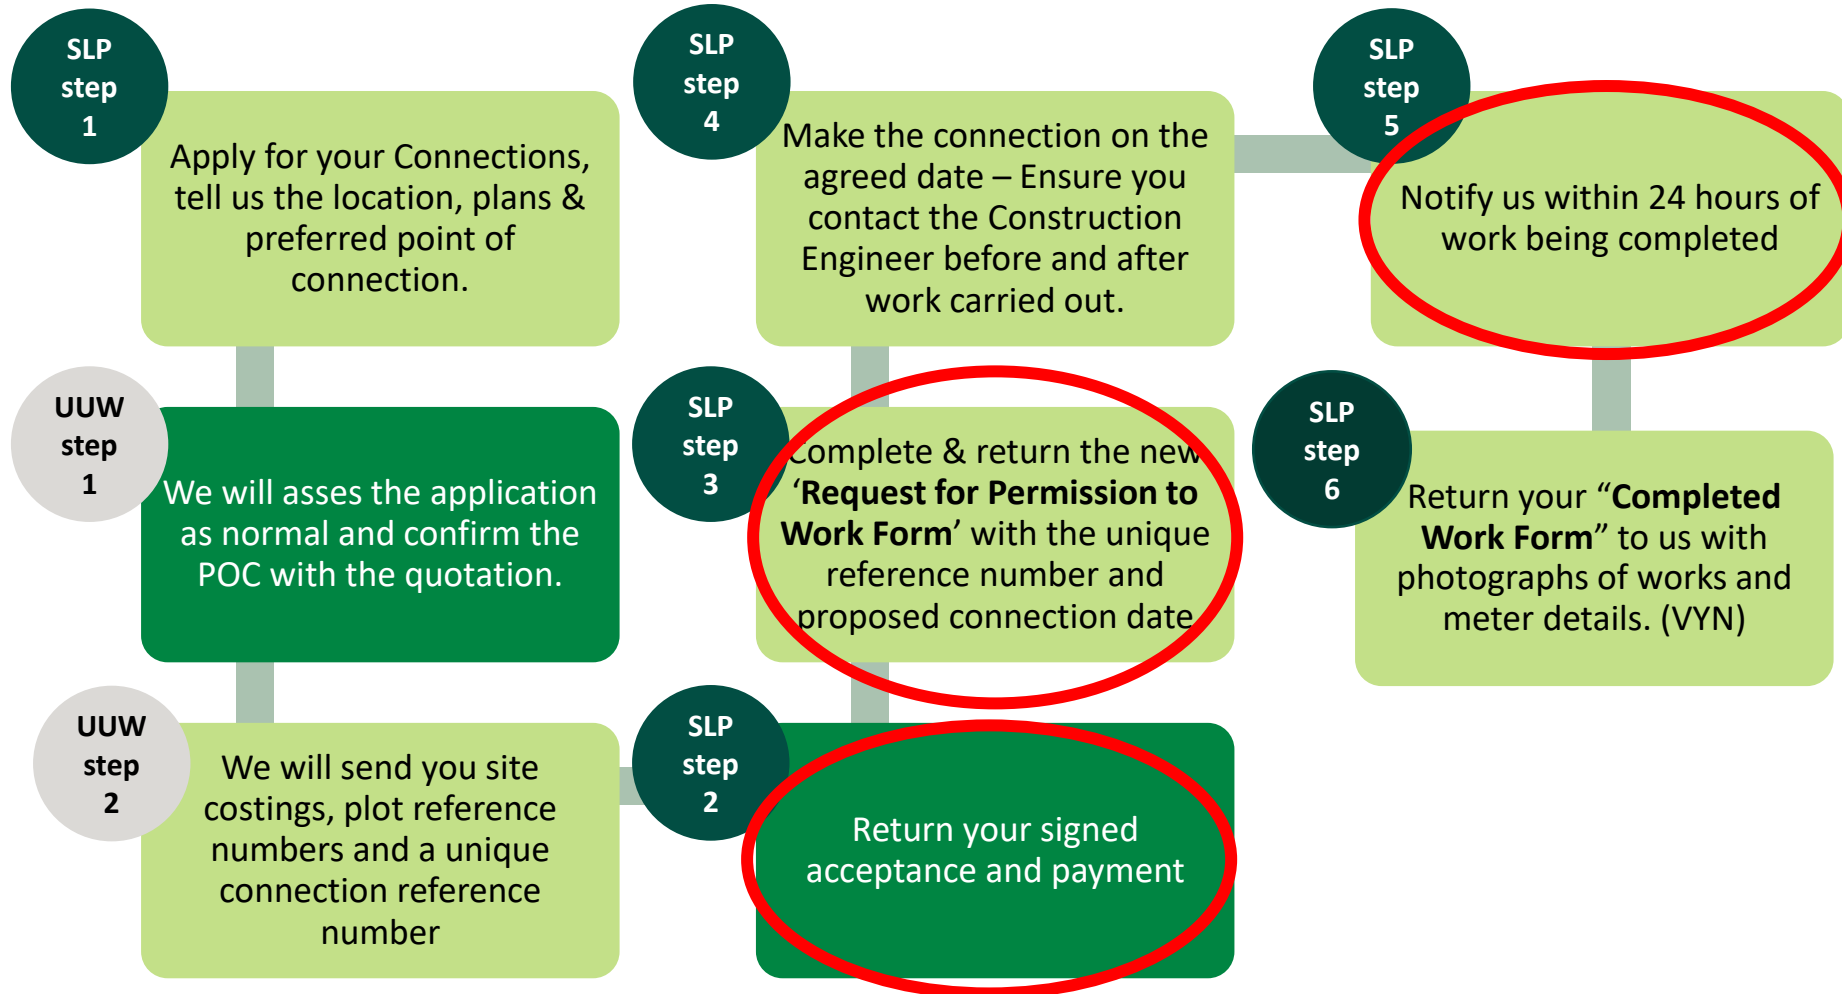 SLP
step
1
Apply for your Connections,
tell us the location, plans &
preferred point of
connection.
UUW
step
1
We will asses the application
as normal and confirm the
POC with the quotation.
UUW
step
2
We will send you site
costings, plot reference
numbers and a unique
connection reference
number
SLP
step
2
Return your signed
acceptance and payment
SLP
step
3
Complete & return the new
‘Request for Permission to
Work Form’ with the unique
reference number and
proposed connection date
SLP
step
4
Make the connection on the
agreed date – Ensure you
contact the Construction
Engineer before and after
work carried out.
SLP
step
5
Notify us within 24 hours of
work being completed
SLP
step
6
Return your “Completed
Work Form” to us with
photographs of works and
meter details. (VYN)